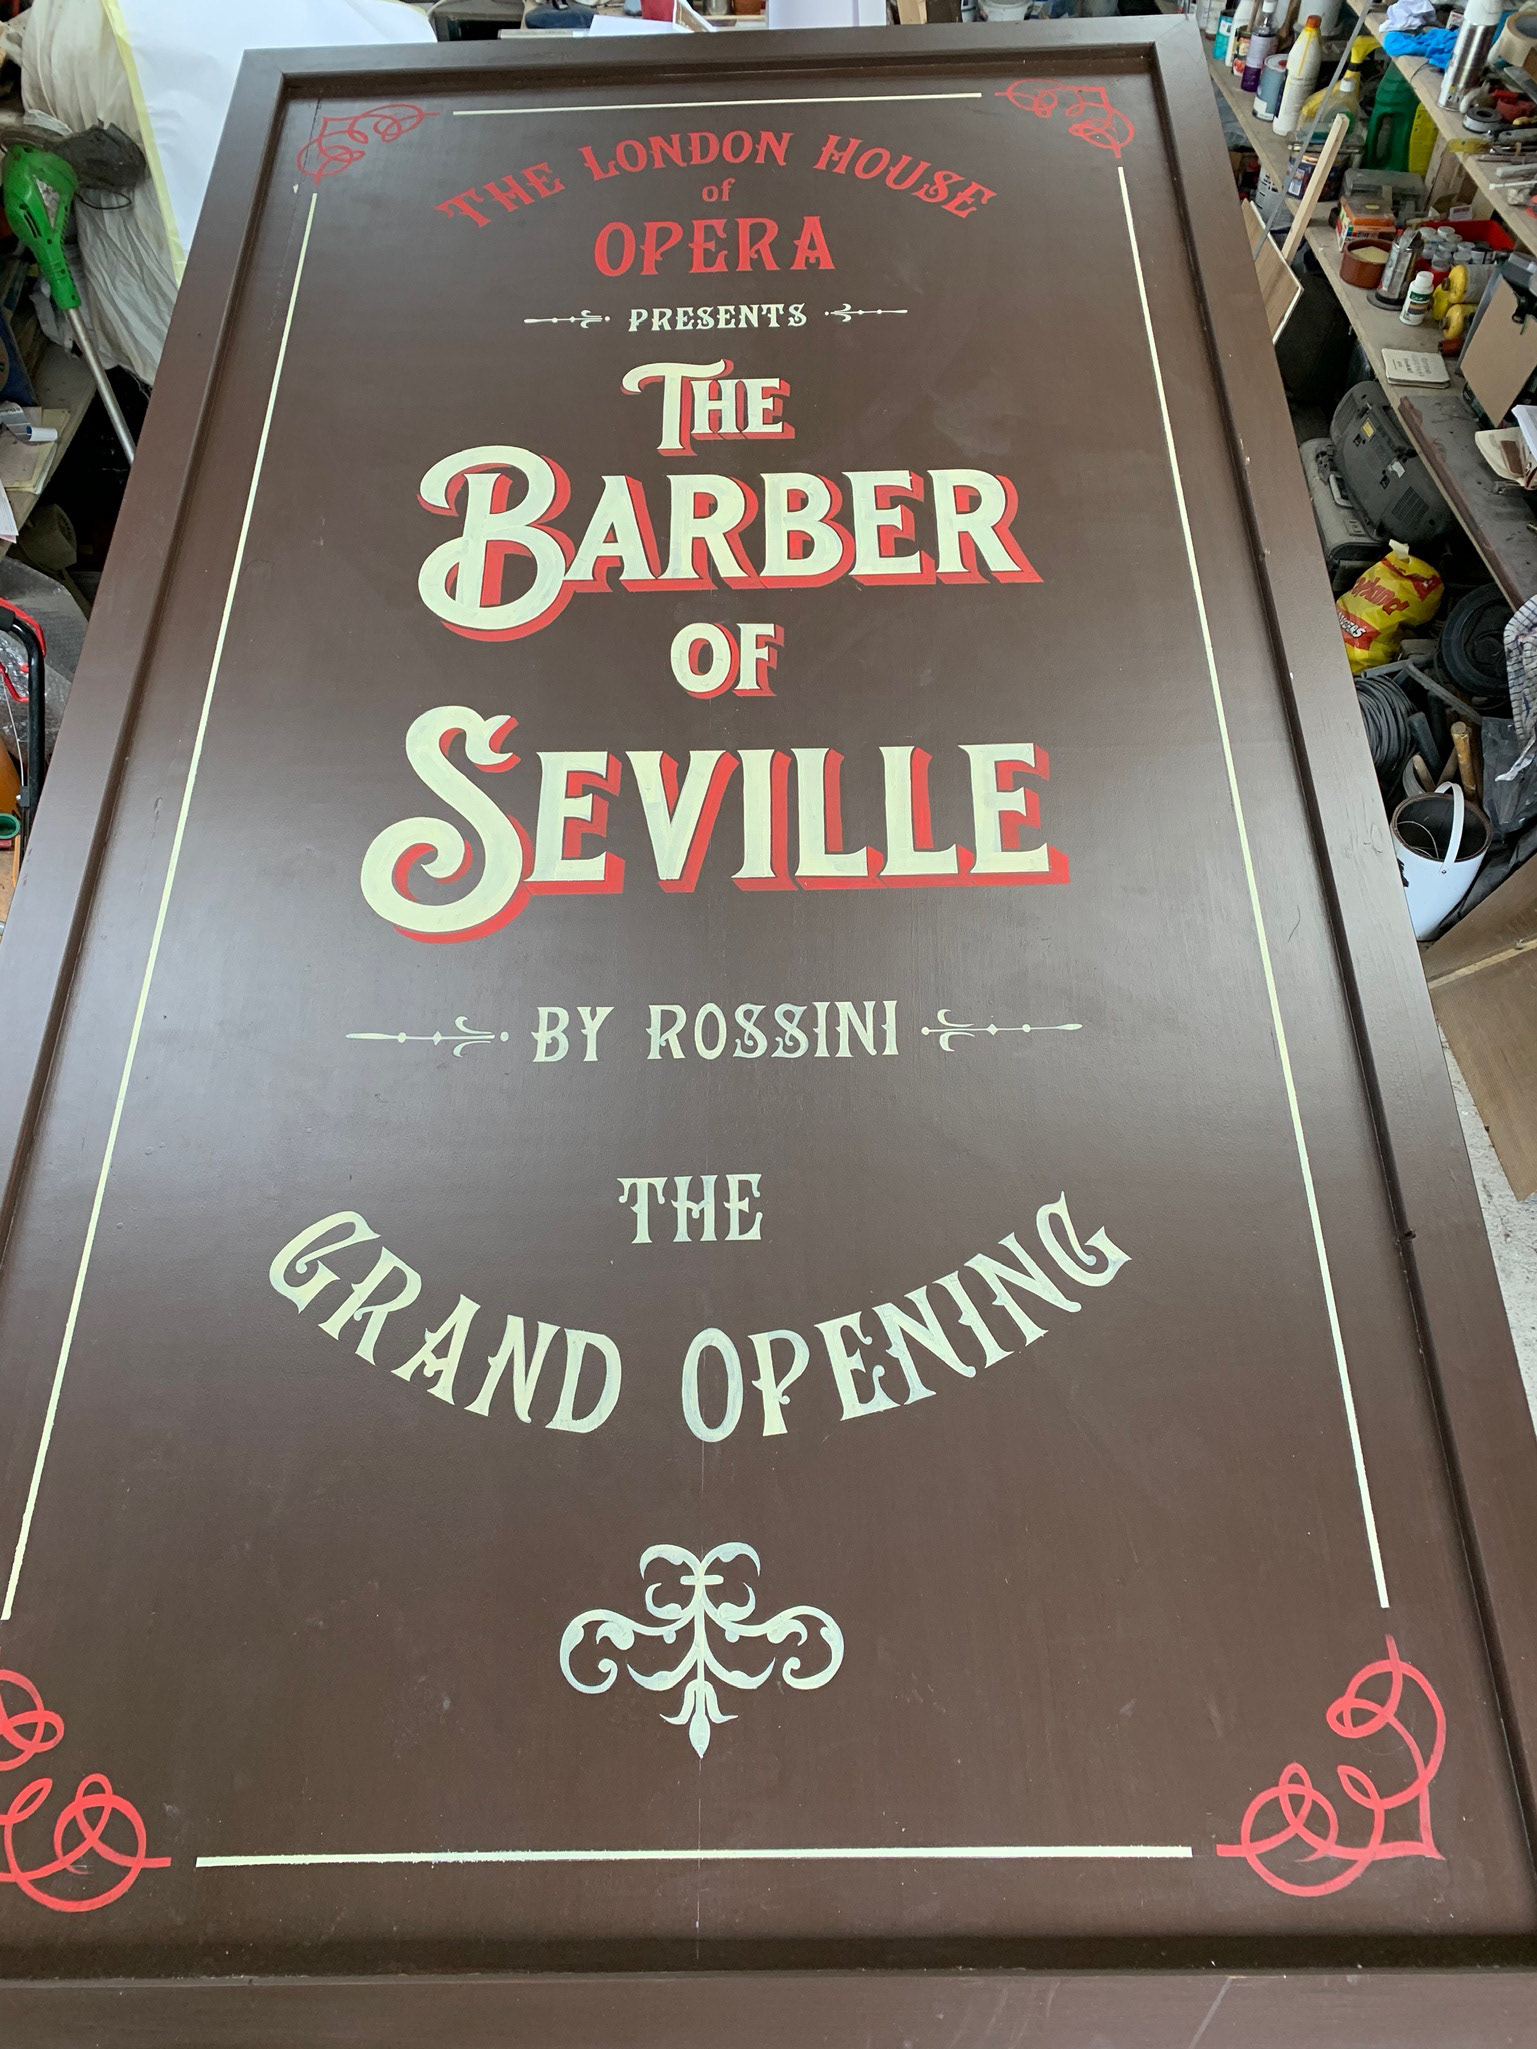 THE LONDON HOUSE
of
OPERA
PRESENTS
THE
BARBER
OF
SEVILLE
BY ROSSINI
THE
GRAND OPENING